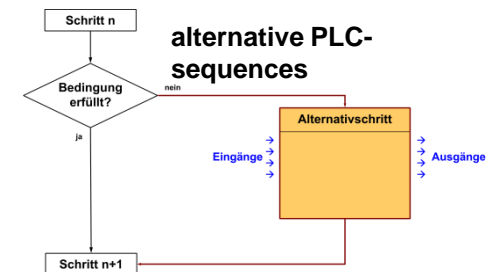 Schritt n
alternative PLC-
sequences
Bedingung
erfüllt?
nein
ja
Alternativschritt
Eingänge
Ausgänge
Schritt n+1